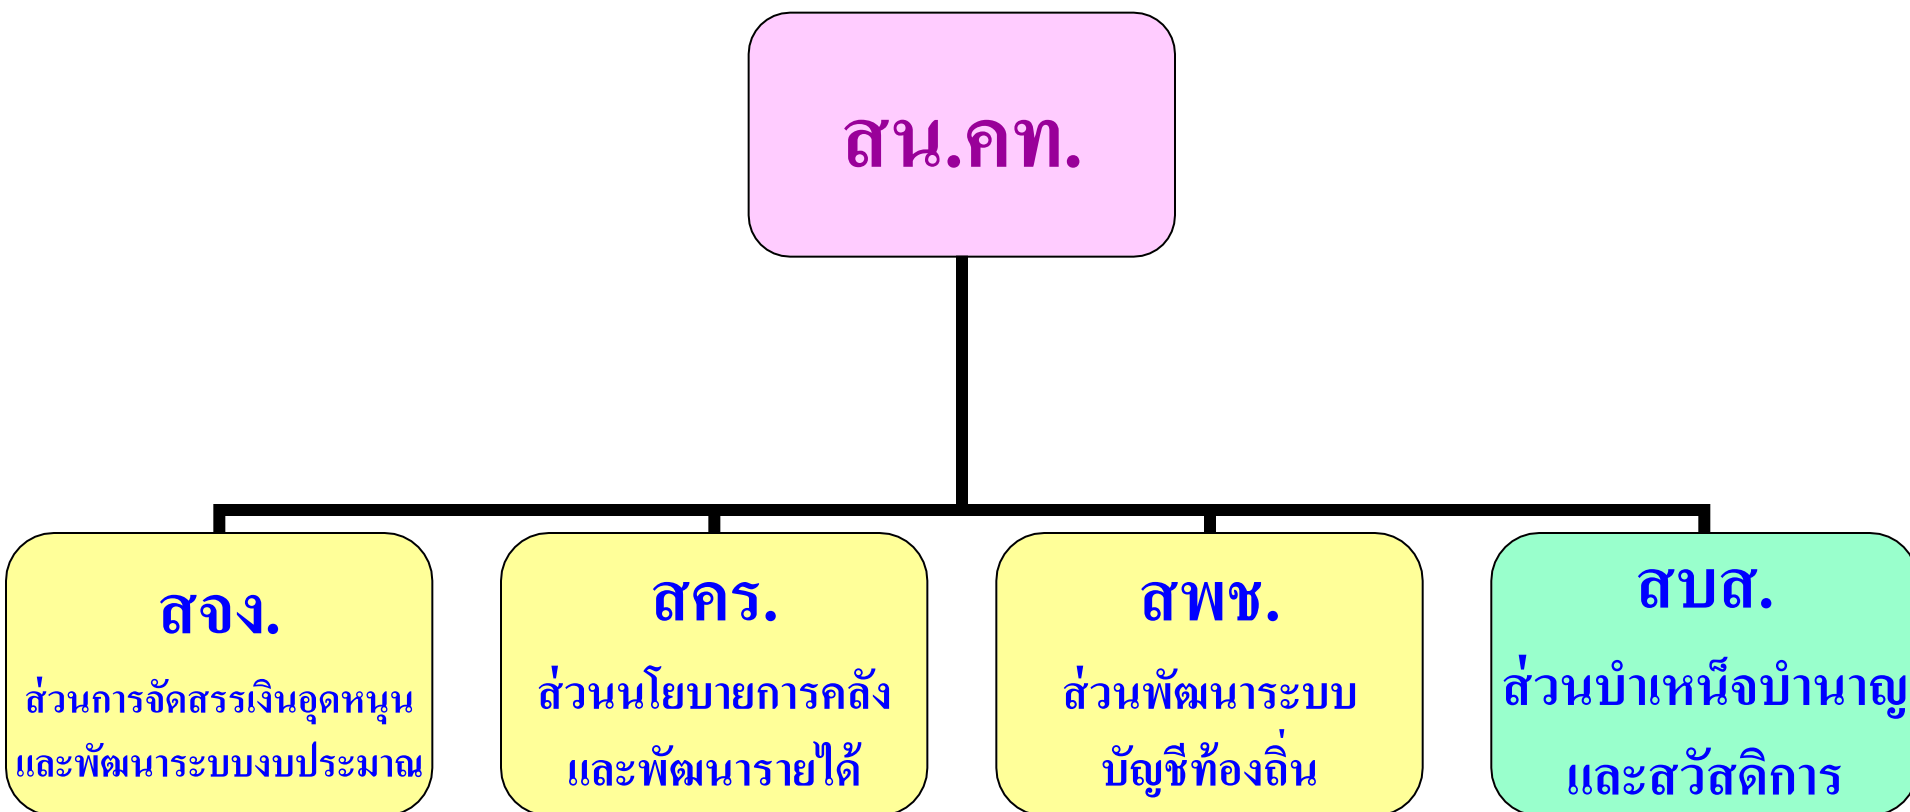 สน.คท.
สจง.
ส่วนการจัดสรรเงินอุดหนุน
และพัฒนาระบบงบประมาณ
สคร.
ส่วนนโยบายการคลัง
และพัฒนารายได้
สพช.
ส่วนพัฒนาระบบ
บัญชีท้องถิ่น
สบส.
ส่วนบำเหน็จบำนาญ
และสวัสดิการ